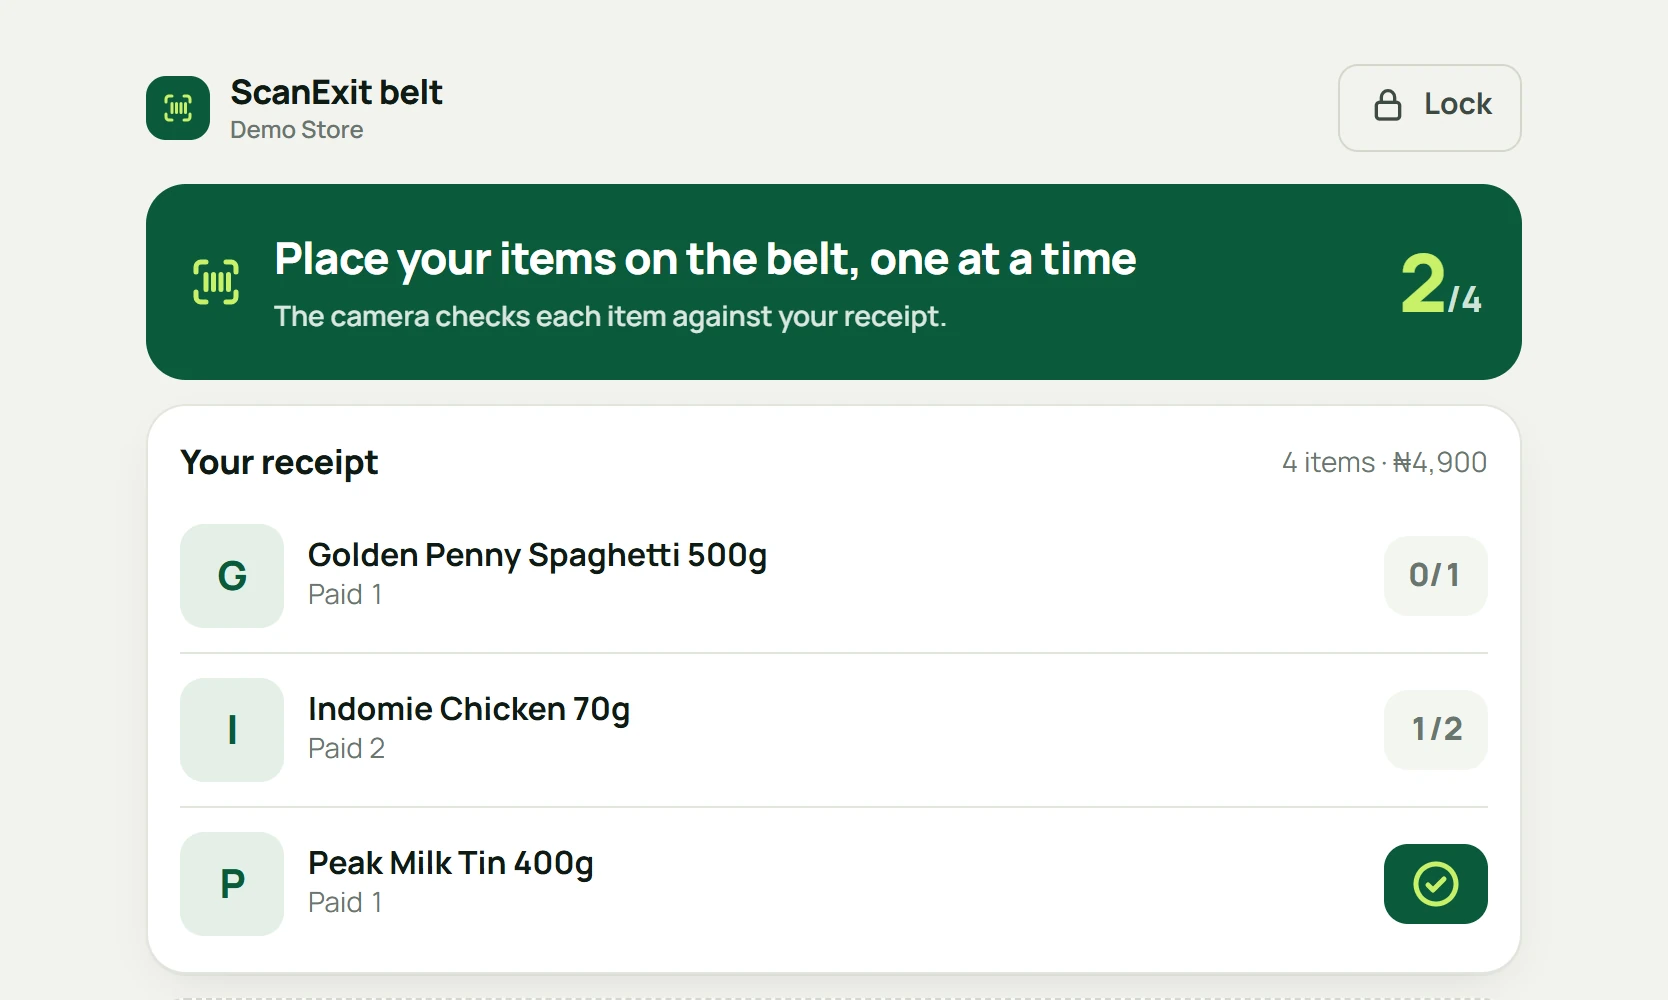 ScanExit belt
Demo Store
Lock
Place your items on the belt, one at a time
The camera checks each item against your receipt.
2/4
Your receipt
4 items · ₦4,900
G
Golden Penny Spaghetti 500g
Paid 1
0/1
I
Indomie Chicken 70g
Paid 2
1/2
P
Peak Milk Tin 400g
Paid 1